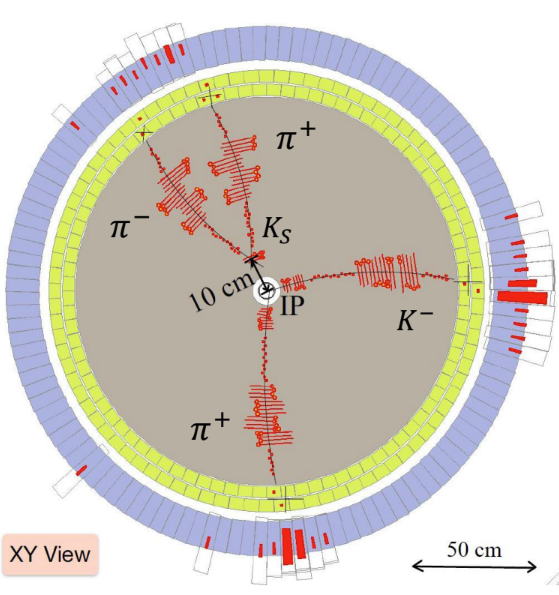 π⁺
π⁻
K_S
10 cm
IP
K⁻
π⁺
XY View
50 cm